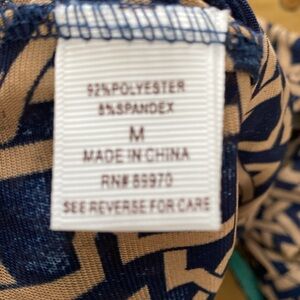 92%POLYESTER
8%SPANDEX
M
MADE IN CHINA
RN# 89970
SEE REVERSE FOR CARE